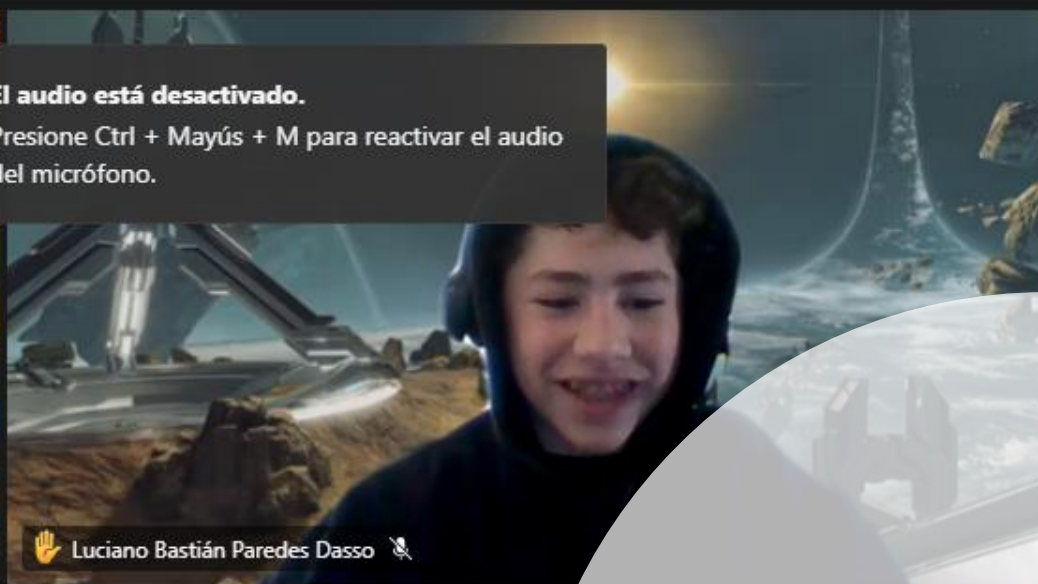 El audio está desactivado.
Presione Ctrl + Mayús + M para reactivar el audio
del micrófono.
Luciano Bastián Paredes Dasso